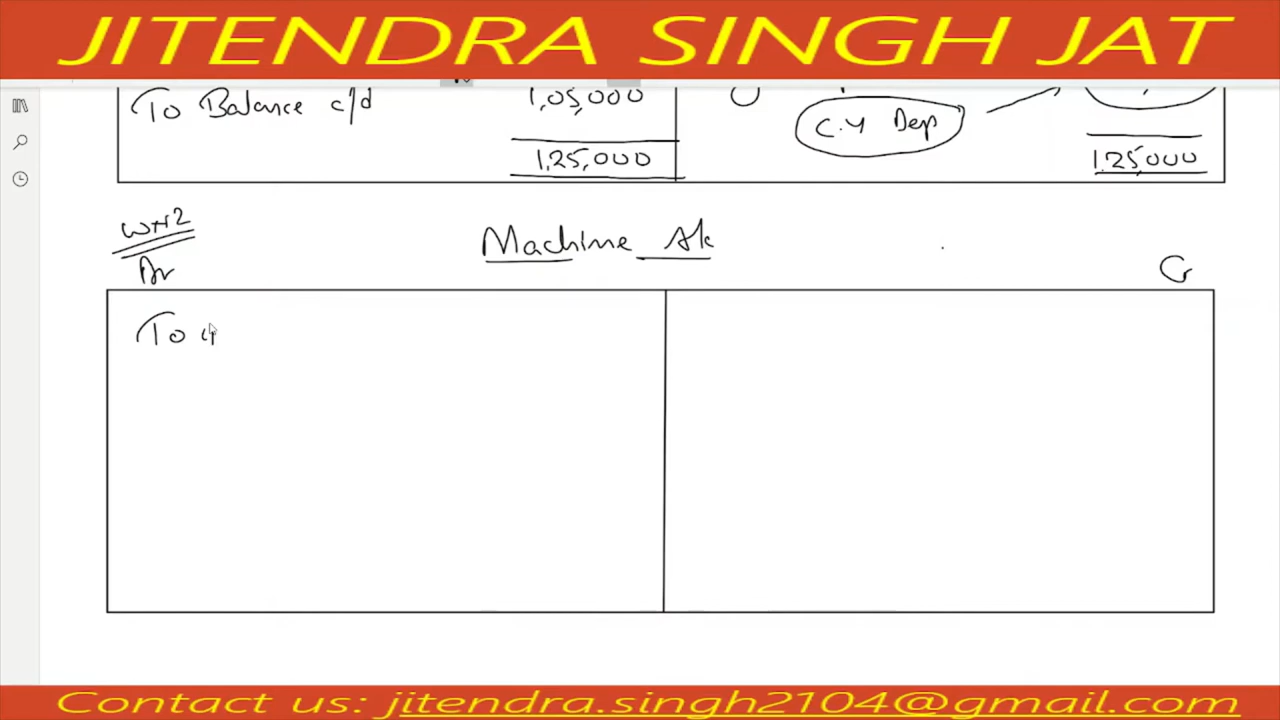 JITENDRA SINGH JAT
To Balance c/d 1,05,000
C.Y Dep
1,25,000 1,25,000
WN2
Machine A/c
Dr Cr
To
Contact us: jitendra.singh2104@gmail.com